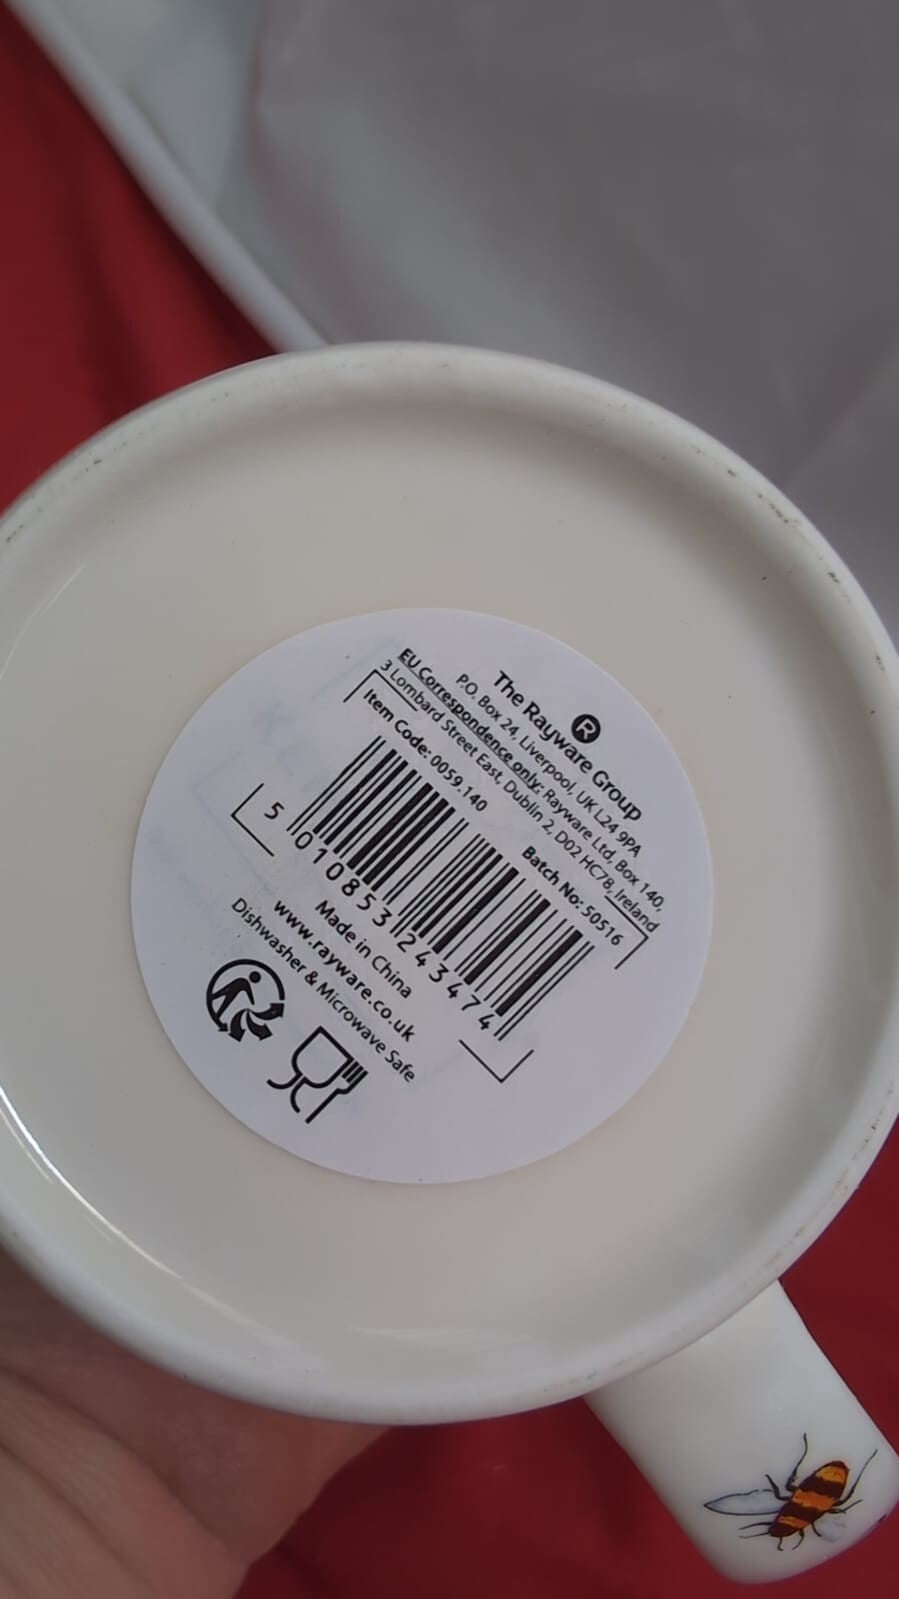 R
The Rayware Group
P.O. Box 24, Liverpool, UK L24 9PA
EU Correspondence only: Rayware Ltd, Box 140,
3 Lombard Street East, Dublin 2, D02 HC78, Ireland
Item Code: 0059.140 Batch No: 50516
5 010853 243474
Made in China
www.rayware.co.uk
Dishwasher & Microwave Safe